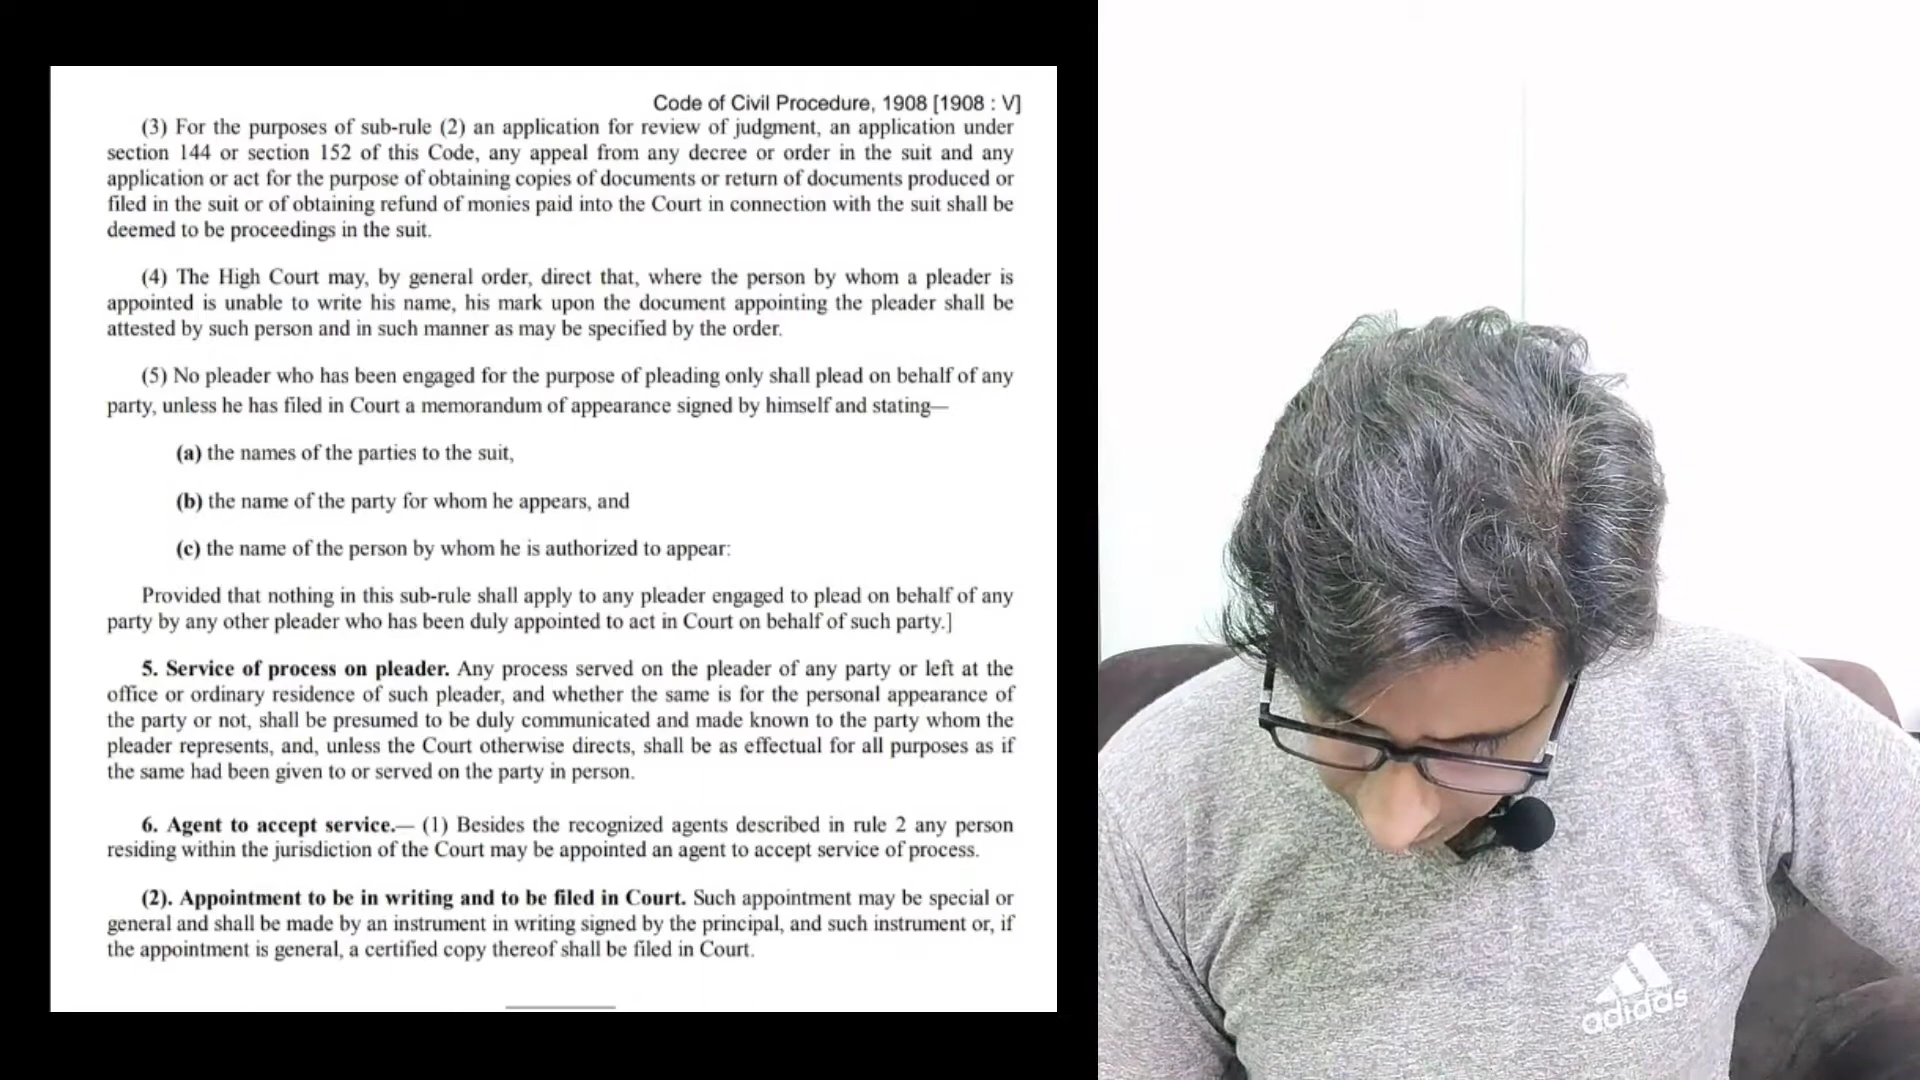 Code of Civil Procedure, 1908 [1908 : V]
(3) For the purposes of sub-rule (2) an application for review of judgment, an application under
section 144 or section 152 of this Code, any appeal from any decree or order in the suit and any
application or act for the purpose of obtaining copies of documents or return of documents produced or
filed in the suit or of obtaining refund of monies paid into the Court in connection with the suit shall be
deemed to be proceedings in the suit.
(4) The High Court may, by general order, direct that, where the person by whom a pleader is
appointed is unable to write his name, his mark upon the document appointing the pleader shall be
attested by such person and in such manner as may be specified by the order.
(5) No pleader who has been engaged for the purpose of pleading only shall plead on behalf of any
party, unless he has filed in Court a memorandum of appearance signed by himself and stating—
(a) the names of the parties to the suit,
(b) the name of the party for whom he appears, and
(c) the name of the person by whom he is authorized to appear:
Provided that nothing in this sub-rule shall apply to any pleader engaged to plead on behalf of any
party by any other pleader who has been duly appointed to act in Court on behalf of such party.]
5. Service of process on pleader. Any process served on the pleader of any party or left at the
office or ordinary residence of such pleader, and whether the same is for the personal appearance of
the party or not, shall be presumed to be duly communicated and made known to the party whom the
pleader represents, and, unless the Court otherwise directs, shall be as effectual for all purposes as if
the same had been given to or served on the party in person.
6. Agent to accept service.— (1) Besides the recognized agents described in rule 2 any person
residing within the jurisdiction of the Court may be appointed an agent to accept service of process.
(2). Appointment to be in writing and to be filed in Court. Such appointment may be special or
general and shall be made by an instrument in writing signed by the principal, and such instrument or, if
the appointment is general, a certified copy thereof shall be filed in Court.
adidas